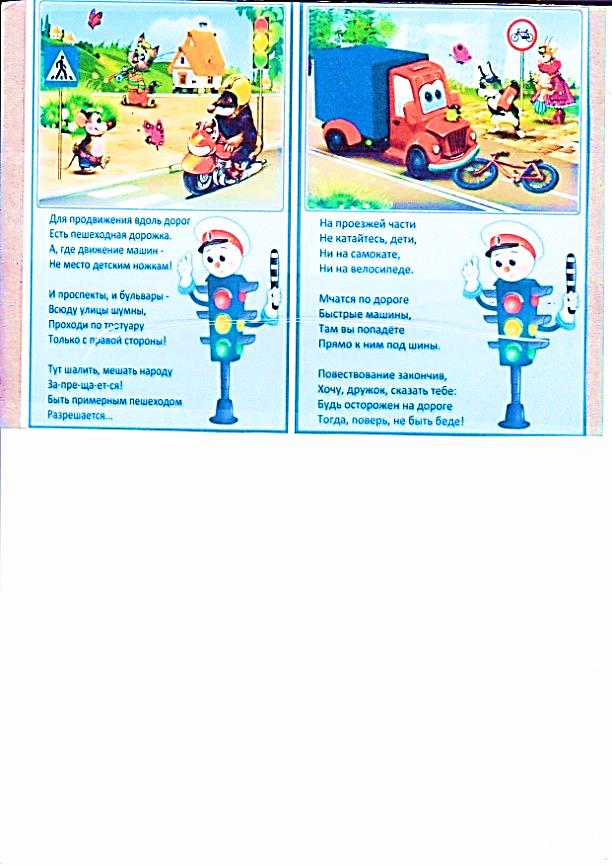 Для продвижения вдоль дорог
Есть пешеходная дорожка.
А, где движение машин -
Не место детским ножкам!
И проспекты, и бульвары -
Всюду улицы шумны,
Проходи по тротуару
Только с правой стороны!
Тут шалить, мешать народу
За-пре-ща-ет-ся!
Быть примерным пешеходом
Разрешается...
На проезжей части
Не катайтесь, дети,
Ни на самокате,
Ни на велосипеде.
Мчатся по дороге
Быстрые машины,
Там вы попадёте
Прямо к ним под шины.
Повествование закончив,
Хочу, дружок, сказать тебе:
Будь осторожен на дороге
Тогда, поверь, не быть беде!